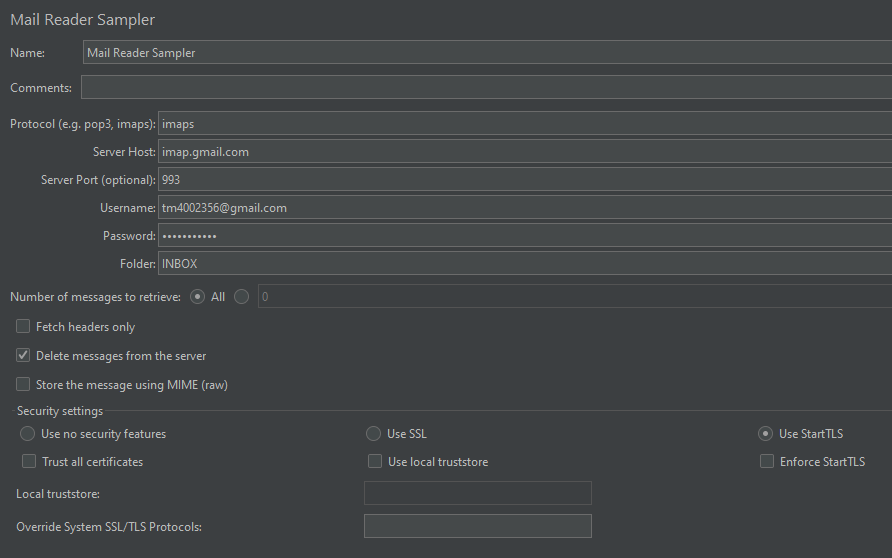 Mail Reader Sampler
Name: Mail Reader Sampler
Comments:
Protocol (e.g. pop3, imaps): imaps
Server Host: imap.gmail.com
Server Port (optional): 993
Username: tm4002356@gmail.com
Password: •••••••••••
Folder: INBOX
Number of messages to retrieve: All 0
Fetch headers only
Delete messages from the server
Store the message using MIME (raw)
Security settings
Use no security features Use SSL Use StartTLS
Trust all certificates Use local truststore Enforce StartTLS
Local truststore:
Override System SSL/TLS Protocols: